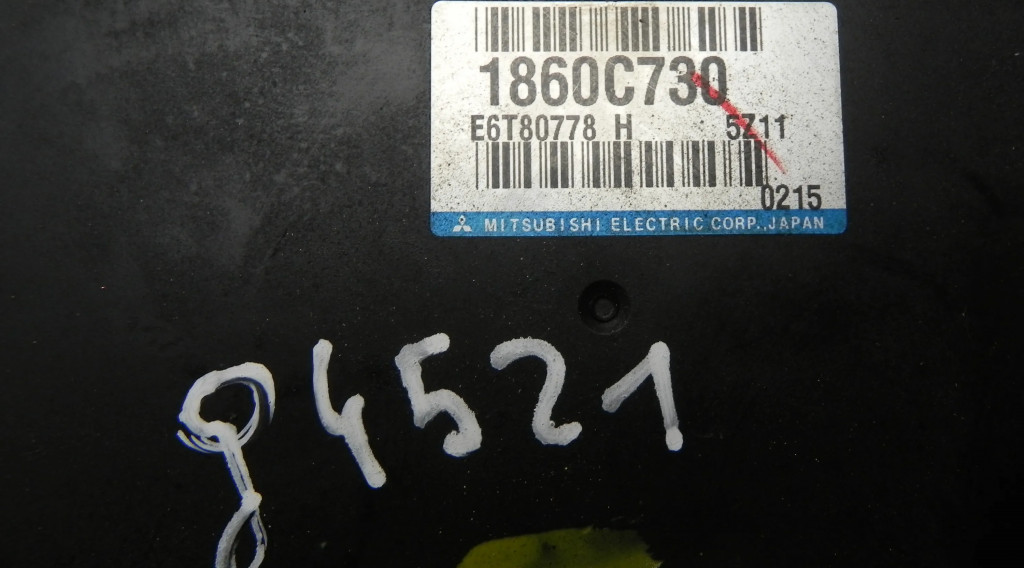 1860C730
E6T80778 H 5Z11
0215
MITSUBISHI ELECTRIC CORP., JAPAN
94521